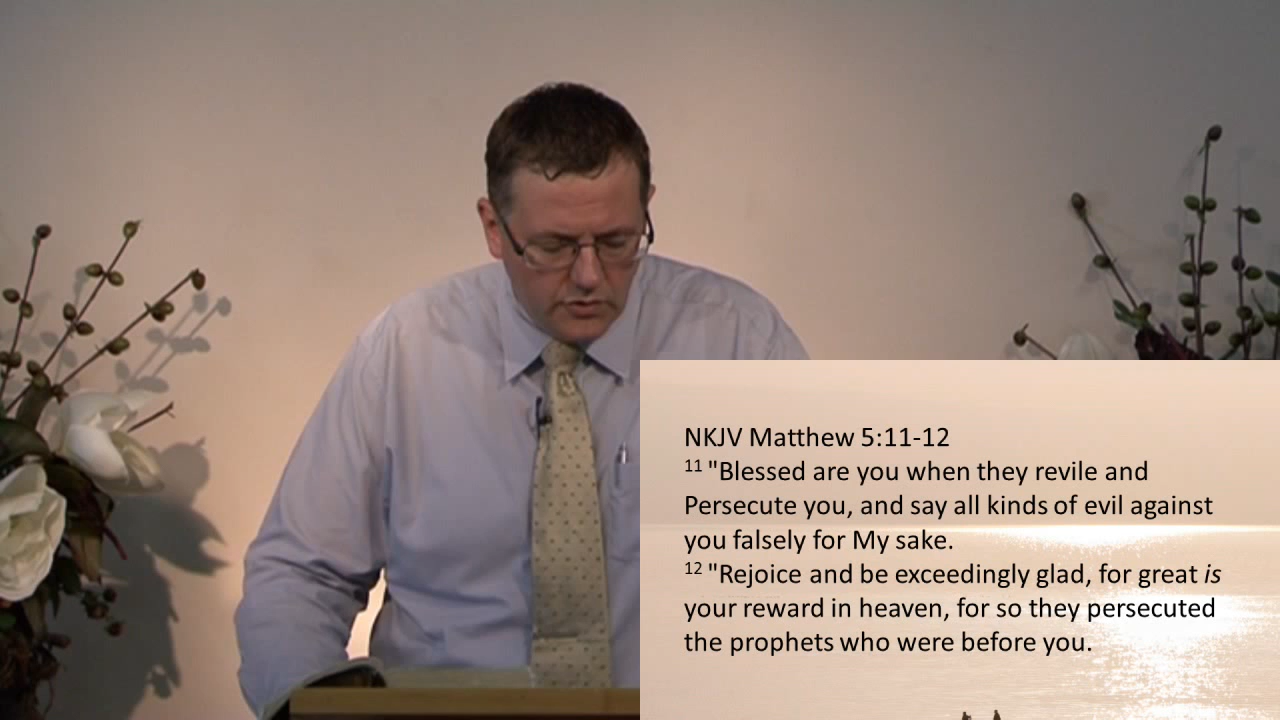 NKJV Matthew 5:11-12
11 "Blessed are you when they revile and
Persecute you, and say all kinds of evil against
you falsely for My sake.
12 "Rejoice and be exceedingly glad, for great is
your reward in heaven, for so they persecuted
the prophets who were before you.